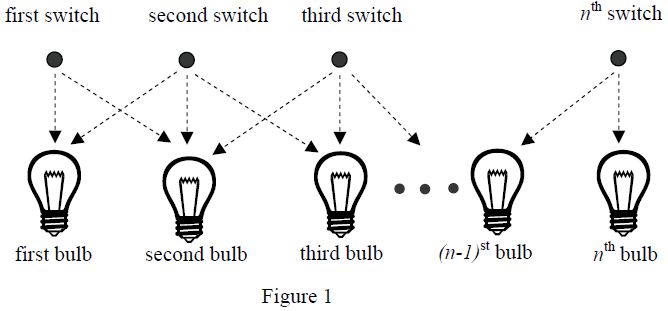 first switch second switch third switch nth switch
first bulb second bulb third bulb (n-1)st bulb nth bulb
Figure 1